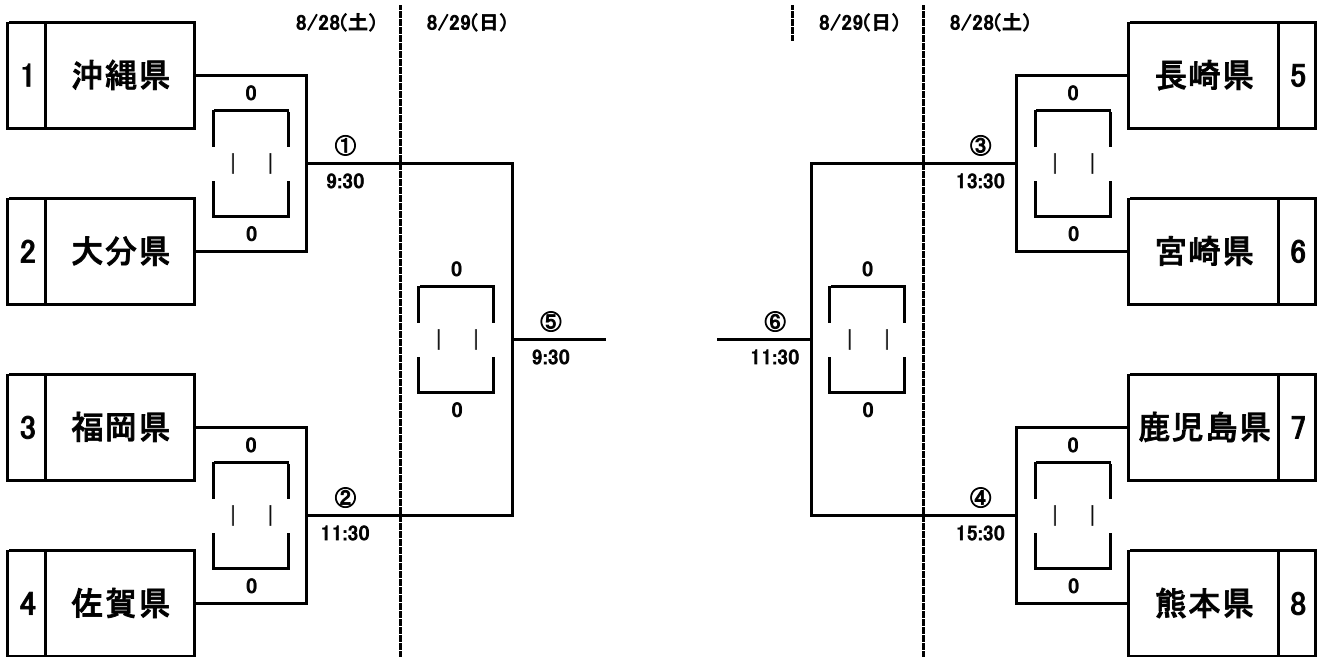 8/28(土) 8/29(日) 8/29(日) 8/28(土)
1 沖縄県 長崎県 5
0 0
① ③
| | | |
9:30 13:30
0 0
2 大分県 宮崎県 6
0 0
⑤ ⑥
| | | |
9:30 11:30
0 0
3 福岡県 鹿児島県 7
0 0
② ④
| | | |
11:30 15:30
0 0
4 佐賀県 熊本県 8